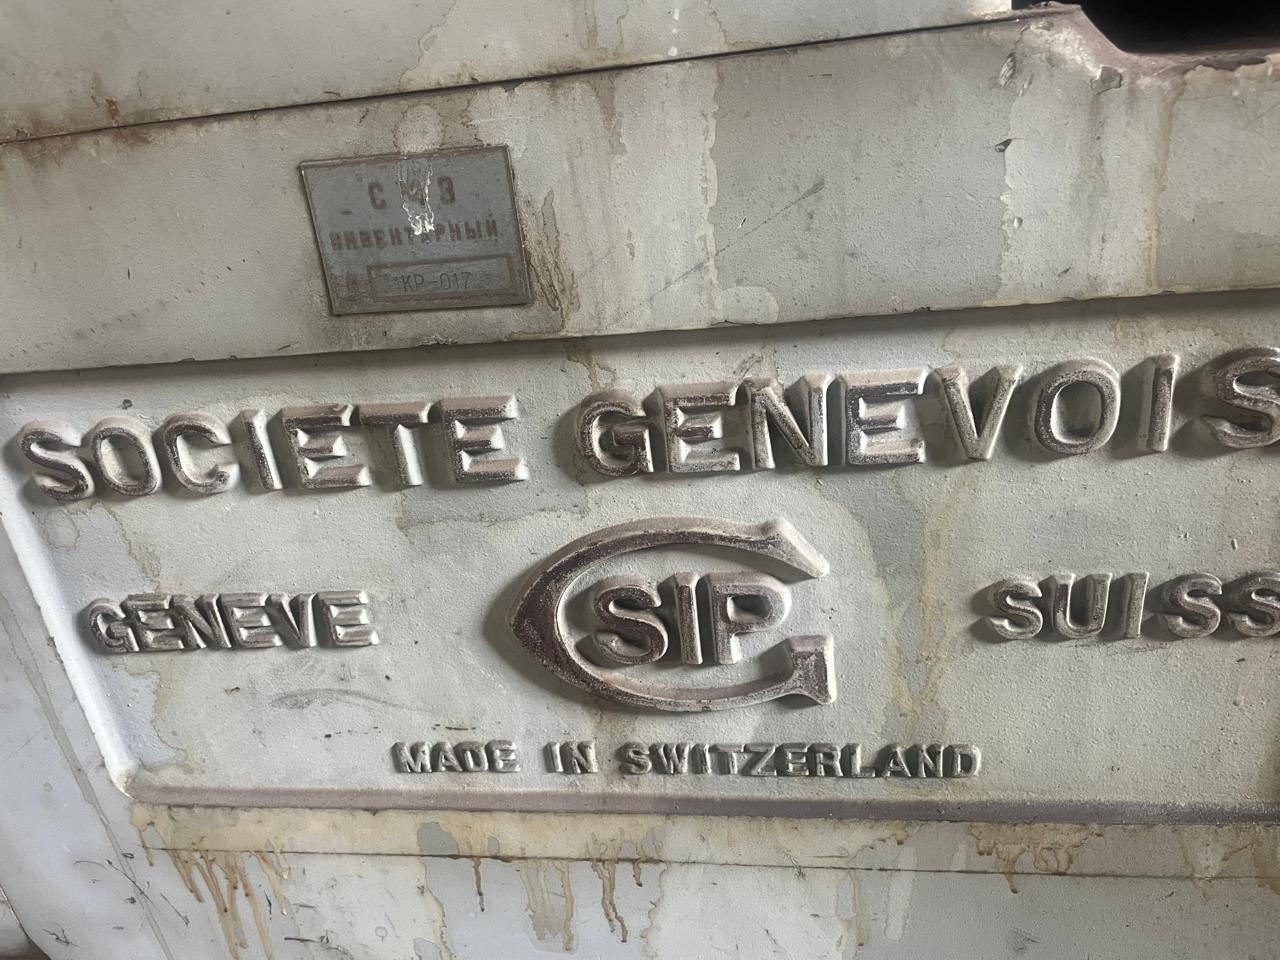 ИНВЕНТАРНЫЙ
КР-017
SOCIETE GENEVOIS
GENEVE
SIP
SUISS
MADE IN SWITZERLAND